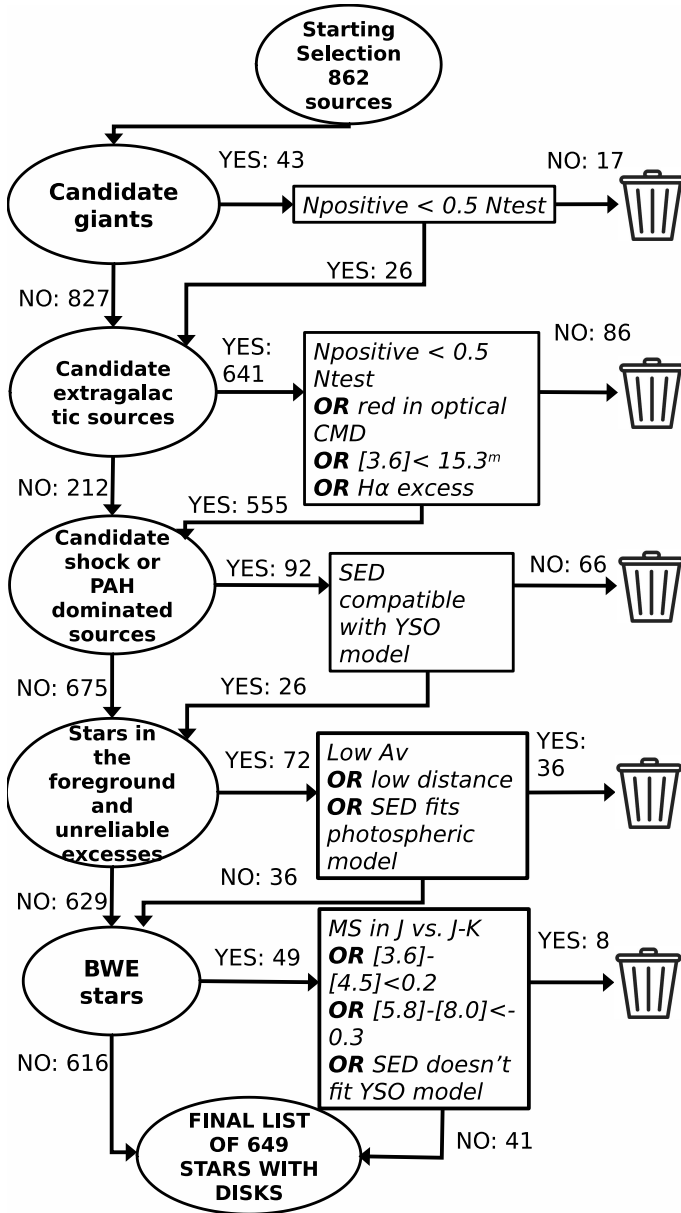 Starting
Selection
862
sources
YES: 43
NO: 17
Candidate
giants
Npositive < 0.5 Ntest
YES: 26
NO: 827
YES:
641
NO: 86
Candidate
extragalac
tic sources
Npositive < 0.5
Ntest
OR red in optical
CMD
OR [3.6]< 15.3ᵐ
OR Hα excess
NO: 212
YES: 555
Candidate
shock or
PAH
dominated
sources
YES: 92
NO: 66
SED
compatible
with YSO
model
NO: 675
YES: 26
Stars in
the
foreground
and
unreliable
excesses
YES: 72
YES:
36
Low Av
OR low distance
OR SED fits
photospheric
model
NO: 36
NO: 629
BWE
stars
YES: 49
YES: 8
MS in J vs. J-K
OR [3.6]-
[4.5]<0.2
OR [5.8]-[8.0]<-
0.3
OR SED doesn't
fit YSO model
NO: 616
NO: 41
FINAL LIST
OF 649
STARS WITH
DISKS